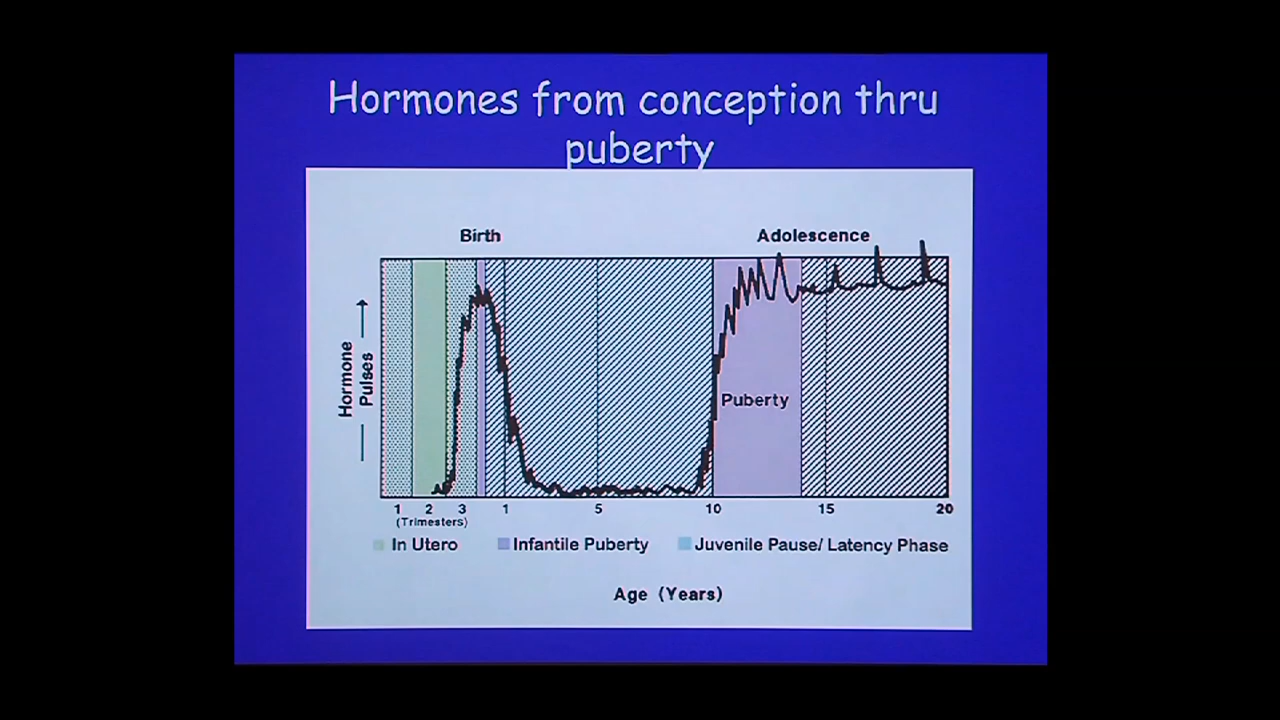 Hormones from conception thru
puberty
Birth
Adolescence
Hormone
Pulses
Puberty
1 2 3 1 5 10 15 20
(Trimesters)
In Utero Infantile Puberty Juvenile Pause/ Latency Phase
Age (Years)